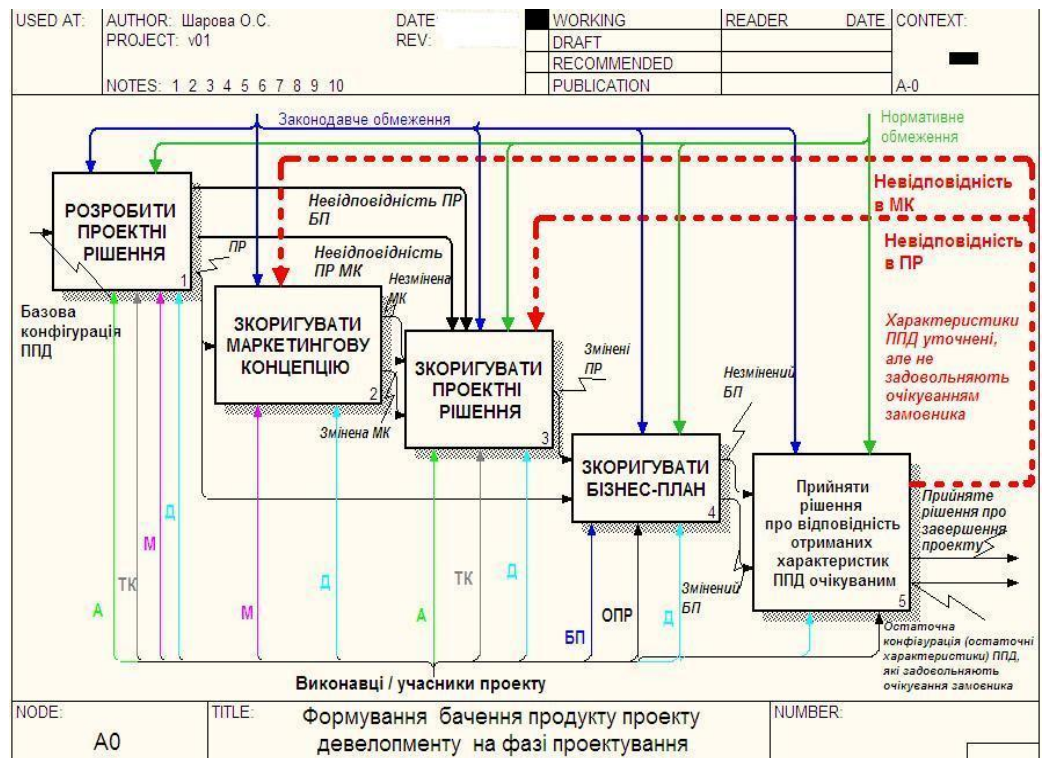 USED AT:
AUTHOR: Шарова О.С.
DATE:
PROJECT: v01
REV:
NOTES: 1 2 3 4 5 6 7 8 9 10
WORKING
DRAFT
RECOMMENDED
PUBLICATION
READER
DATE
CONTEXT:
A-0
Законодавче обмеження
Нормативне
обмеження
РОЗРОБИТИ
ПРОЕКТНІ
РІШЕННЯ
1
Невідповідність ПР
БП
Невідповідність
ПР МК
ПР
Невідповідність
в МК
Невідповідність
в ПР
Базова
конфігурація
ППД
ЗКОРИГУВАТИ
МАРКЕТИНГОВУ
КОНЦЕПЦІЮ
2
Незмінена
МК
Змінена МК
ЗКОРИГУВАТИ
ПРОЕКТНІ
РІШЕННЯ
3
Змінені
ПР
Характеристики
ППД уточнені,
але не
задовольняють
очікуванням
замовника
Незмінений
БП
ЗКОРИГУВАТИ
БІЗНЕС-ПЛАН
4
Змінений
БП
Прийняти
рішення
про відповідність
отриманих
характеристик
ППД очікуваним
5
Прийняте
рішення про
завершення
проекту
Остаточна
конфігурація (остаточні
характеристики) ППД,
які задовольняють
очікування замовника
А
ТК
М
Д
М
Д
А
ТК
Д
БП
ОПР
Д
Виконавці / учасники проекту
NODE:
A0
TITLE:
Формування бачення продукту проекту
девелопменту на фазі проектування
NUMBER: